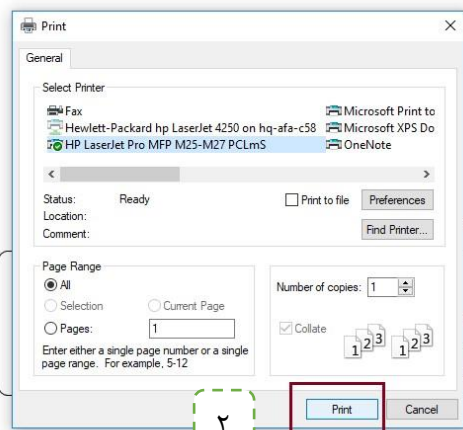 Print
General
Select Printer
Fax
Hewlett-Packard hp LaserJet 4250 on hq-afa-c58
HP LaserJet Pro MFP M25-M27 PCLmS
Microsoft Print to
Microsoft XPS Do
OneNote
Status: Ready
Location:
Comment:
Print to file
Preferences
Find Printer...
Page Range
All
Selection
Current Page
Pages: 1
Enter either a single page number or a single
page range. For example, 5-12
Number of copies: 1
Collate
1 2 3 1 2 3
Print
Cancel
٢